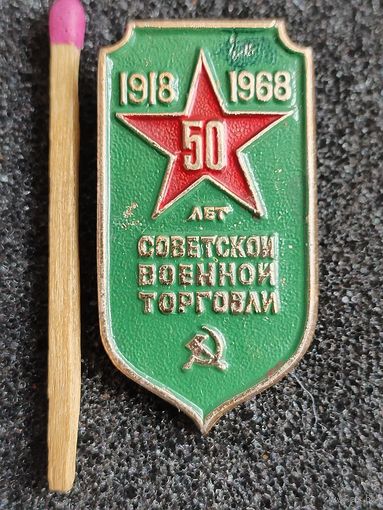 1918 1968
50
ЛЕТ
СОВЕТСКОЙ
ВОЕННОЙ
ТОРГОВЛИ